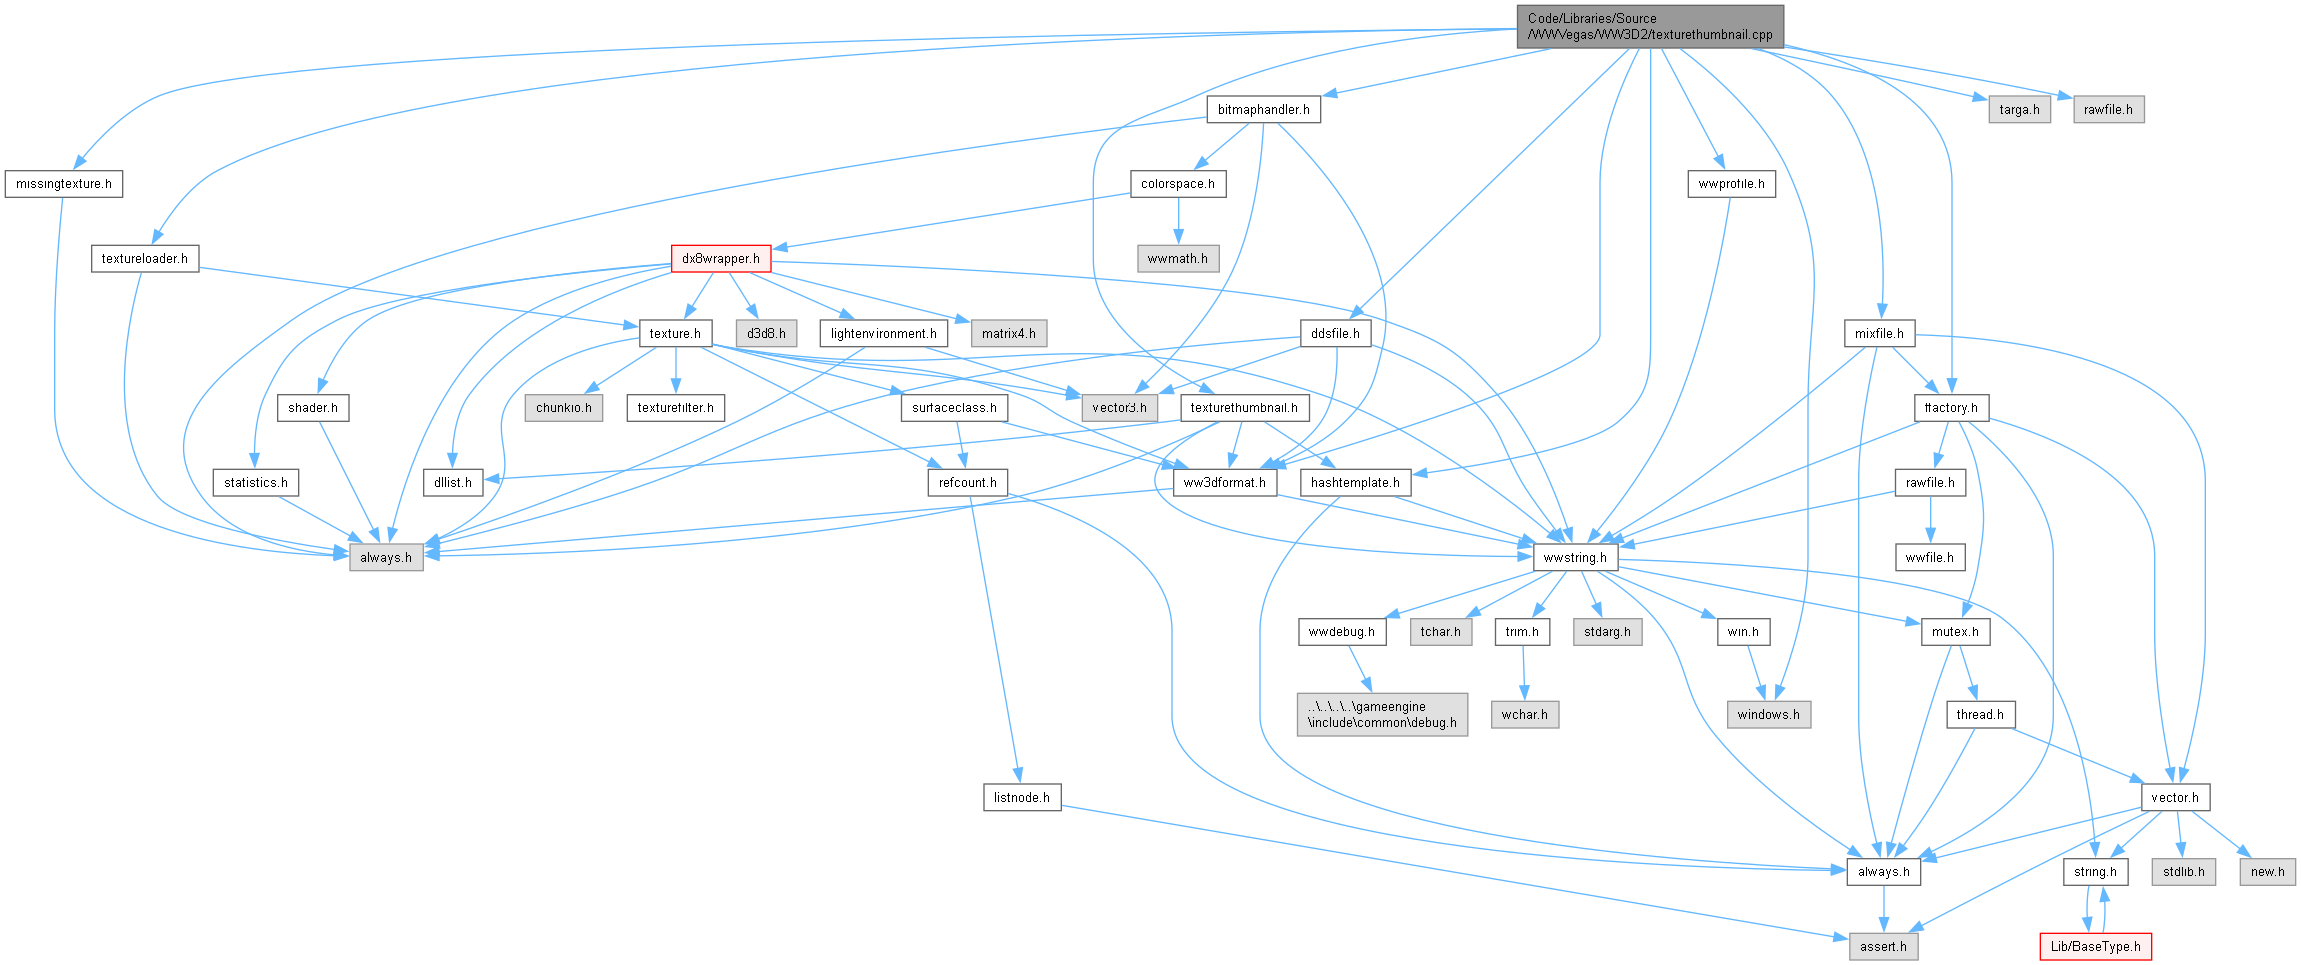 Code/Libraries/Source
/WWVegas/WW3D2/texturethumbnail.cpp
bitmaphandler.h
targa.h
rawfile.h
missingtexture.h
colorspace.h
wwprofile.h
textureloader.h
dx8wrapper.h
wwmath.h
texture.h
d3d8.h
lightenvironment.h
matrix4.h
ddsfile.h
mixfile.h
shader.h
chunkio.h
texturefilter.h
surfaceclass.h
vector3.h
texturethumbnail.h
ffactory.h
statistics.h
dllist.h
refcount.h
ww3dformat.h
hashtemplate.h
rawfile.h
always.h
wwstring.h
wwfile.h
wwdebug.h
tchar.h
trim.h
stdarg.h
win.h
mutex.h
..\..\..\..\gameengine
\include\common\debug.h
wchar.h
windows.h
thread.h
listnode.h
vector.h
always.h
string.h
stdlib.h
new.h
assert.h
Lib/BaseType.h